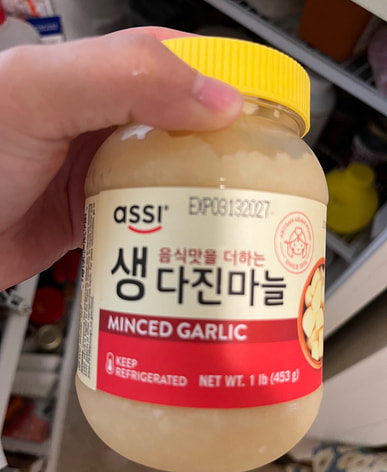 assi®
EXP03132027
음식맛을 더하는
생 다진마늘
MINCED GARLIC
KEEP
REFRIGERATED
NET WT. 1 lb (453 g)